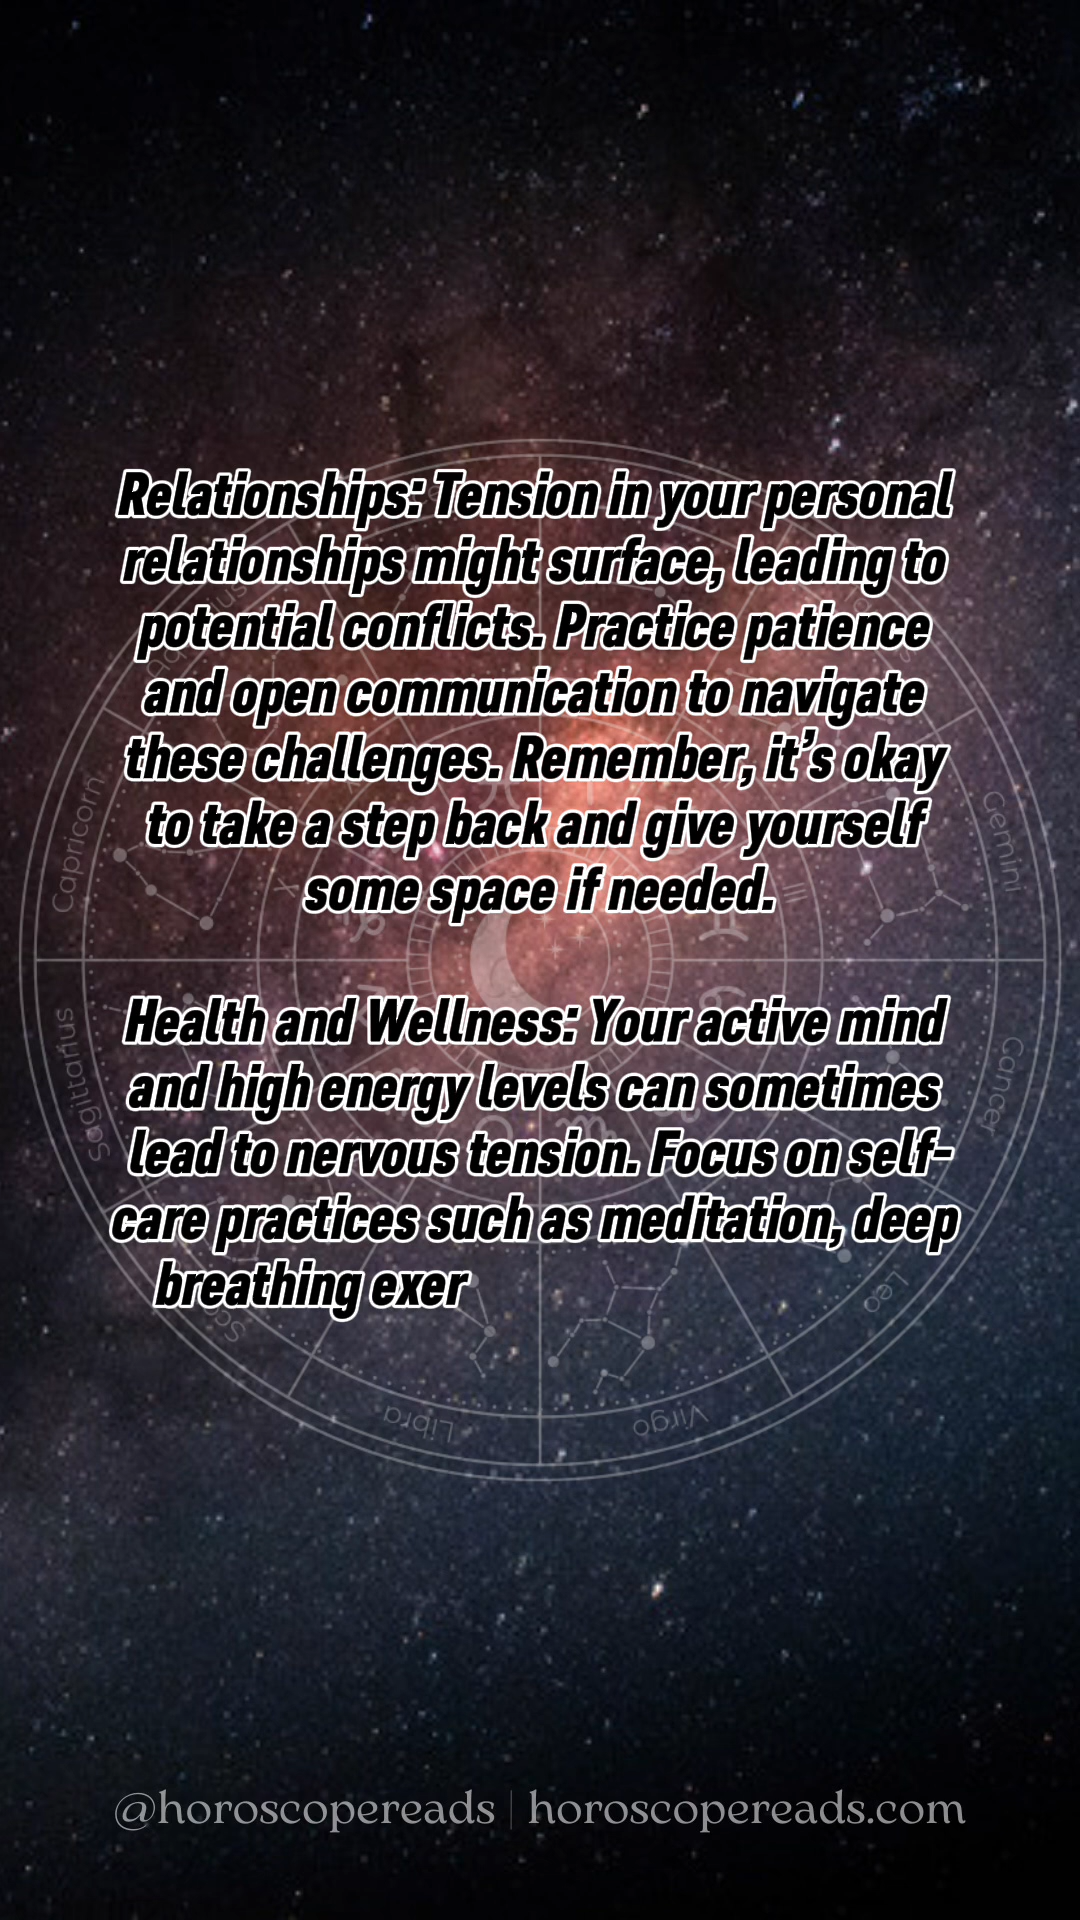 Relationships: Tension in your personal
relationships might surface, leading to
potential conflicts. Practice patience
and open communication to navigate
these challenges. Remember, it’s okay
to take a step back and give yourself
some space if needed.
Health and Wellness: Your active mind
and high energy levels can sometimes
lead to nervous tension. Focus on self-
care practices such as meditation, deep
breathing exer
Capricorn
Gemini
Sagittarius
Cancer
Leo
Libra
Virgo
@horoscopereads | horoscopereads.com